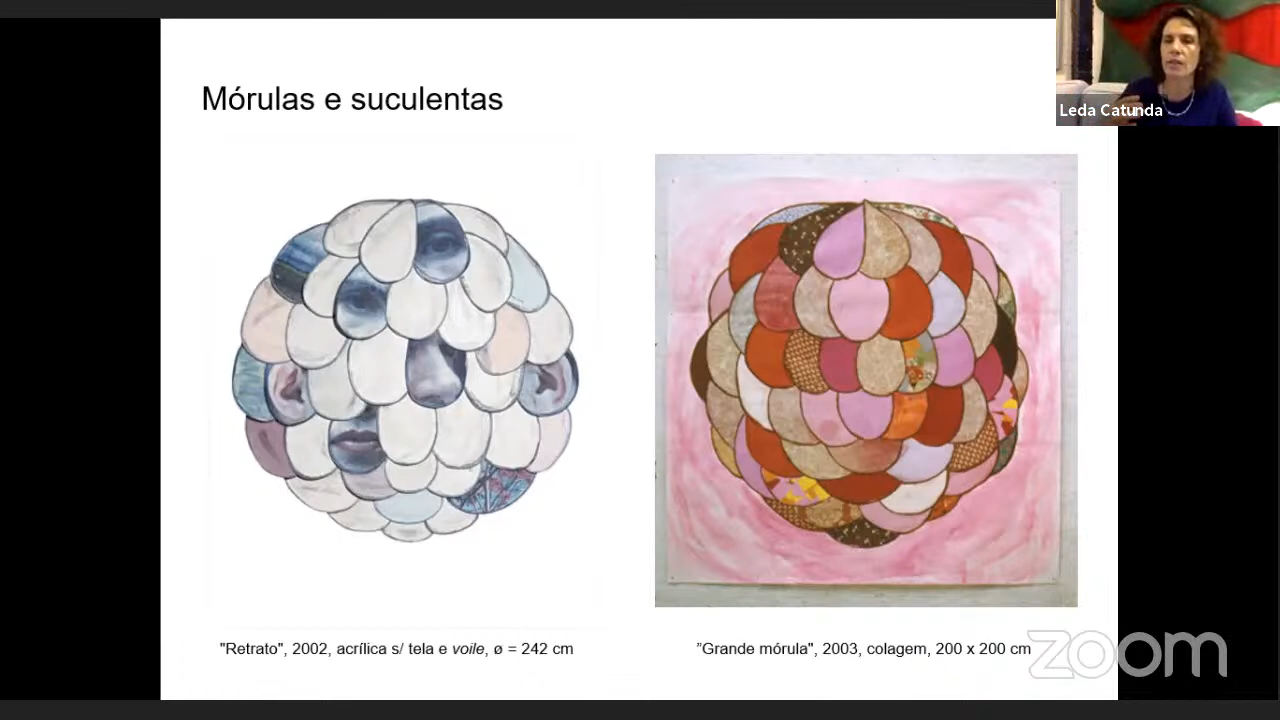 Mórulas e suculentas
Leda Catunda
"Retrato", 2002, acrílica s/ tela e voile, ø = 242 cm
"Grande mórula", 2003, colagem, 200 x 200 cm
zoom